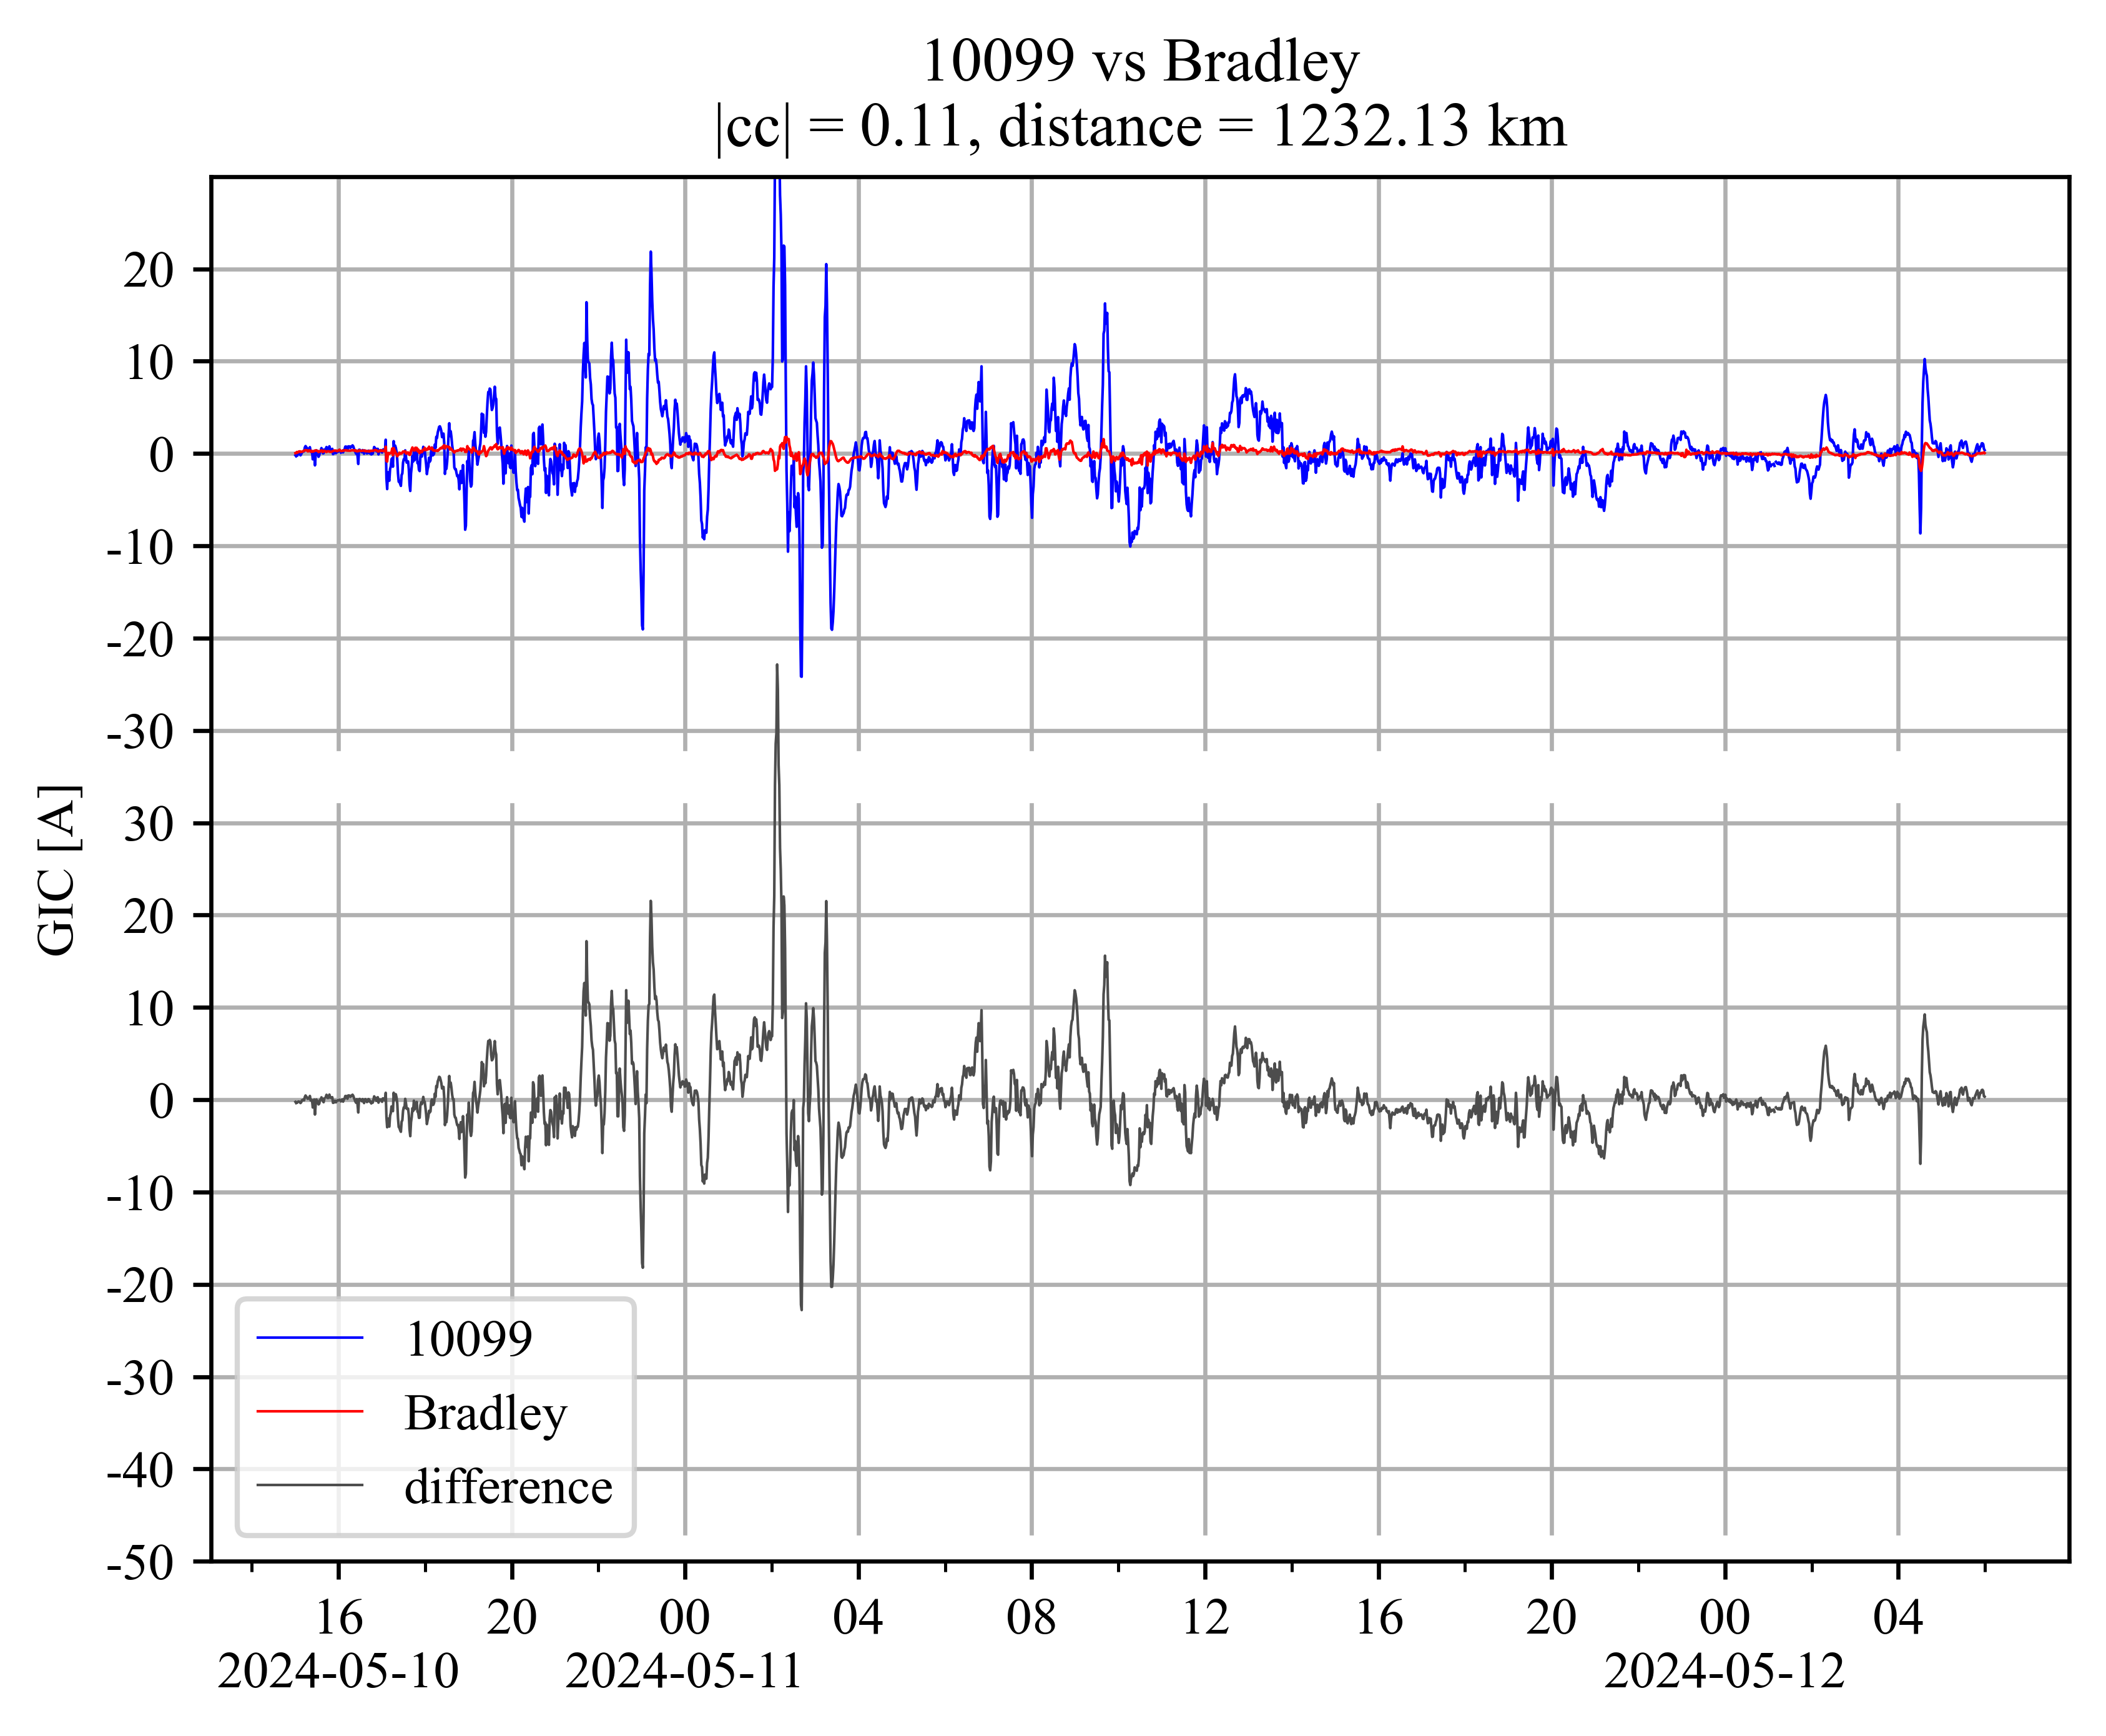 10099 vs Bradley
|cc| = 0.11, distance = 1232.13 km
GIC [A]
20
10
0
-10
-20
-30
30
20
10
0
-10
-20
-30
-40
-50
10099
Bradley
difference
16 20 00 04 08 12 16 20 00 04
2024-05-10 2024-05-11 2024-05-12